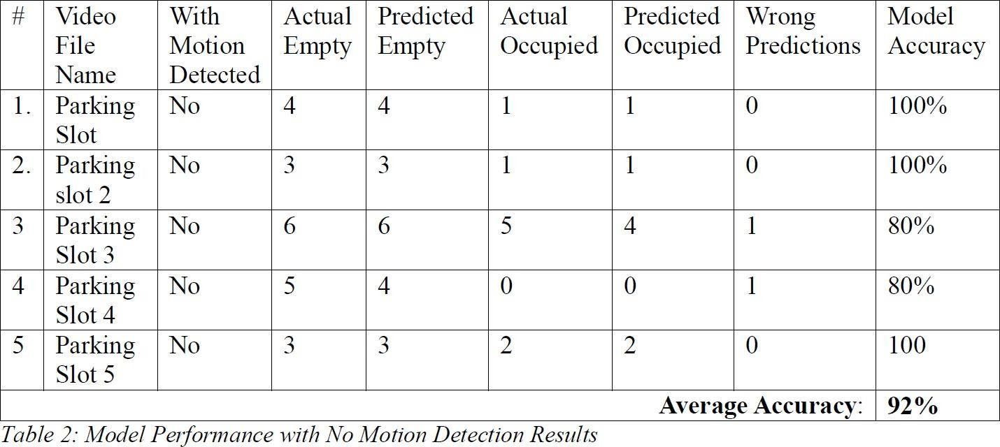 # Video File Name With Motion Detected Actual Empty Predicted Empty Actual Occupied Predicted Occupied Wrong Predictions Model Accuracy
1. Parking Slot No 4 4 1 1 0 100%
2. Parking slot 2 No 3 3 1 1 0 100%
3 Parking Slot 3 No 6 6 5 4 1 80%
4 Parking Slot 4 No 5 4 0 0 1 80%
5 Parking Slot 5 No 3 3 2 2 0 100
Average Accuracy: 92%
Table 2: Model Performance with No Motion Detection Results